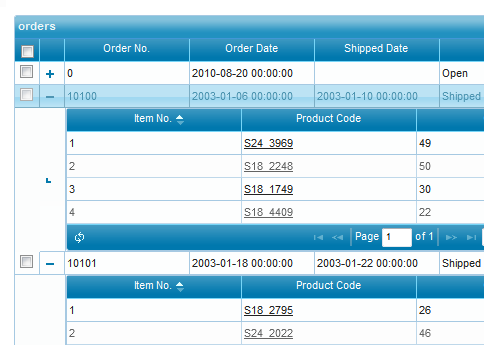 orders
Order No. Order Date Shipped Date
0 2010-08-20 00:00:00 Open
10100 2003-01-06 00:00:00 2003-01-10 00:00:00 Shipped
Item No. Product Code
1 S24_3969 49
2 S18_2248 50
3 S18_1749 30
4 S18_4409 22
Page 1 of 1
10101 2003-01-18 00:00:00 2003-01-22 00:00:00 Shipped
Item No. Product Code
1 S18_2795 26
2 S24_2022 46